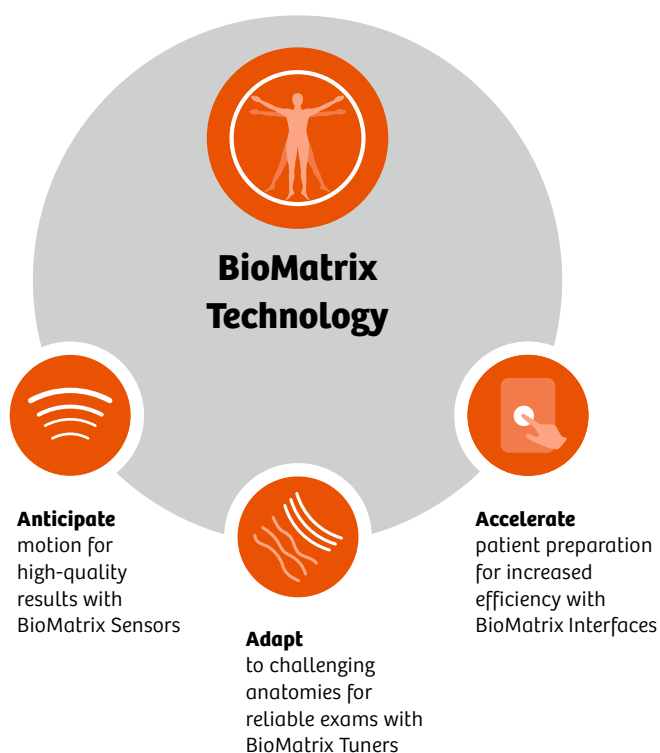 BioMatrix
Technology
Anticipate
motion for
high-quality
results with
BioMatrix Sensors
Adapt
to challenging
anatomies for
reliable exams with
BioMatrix Tuners
Accelerate
patient preparation
for increased
efficiency with
BioMatrix Interfaces